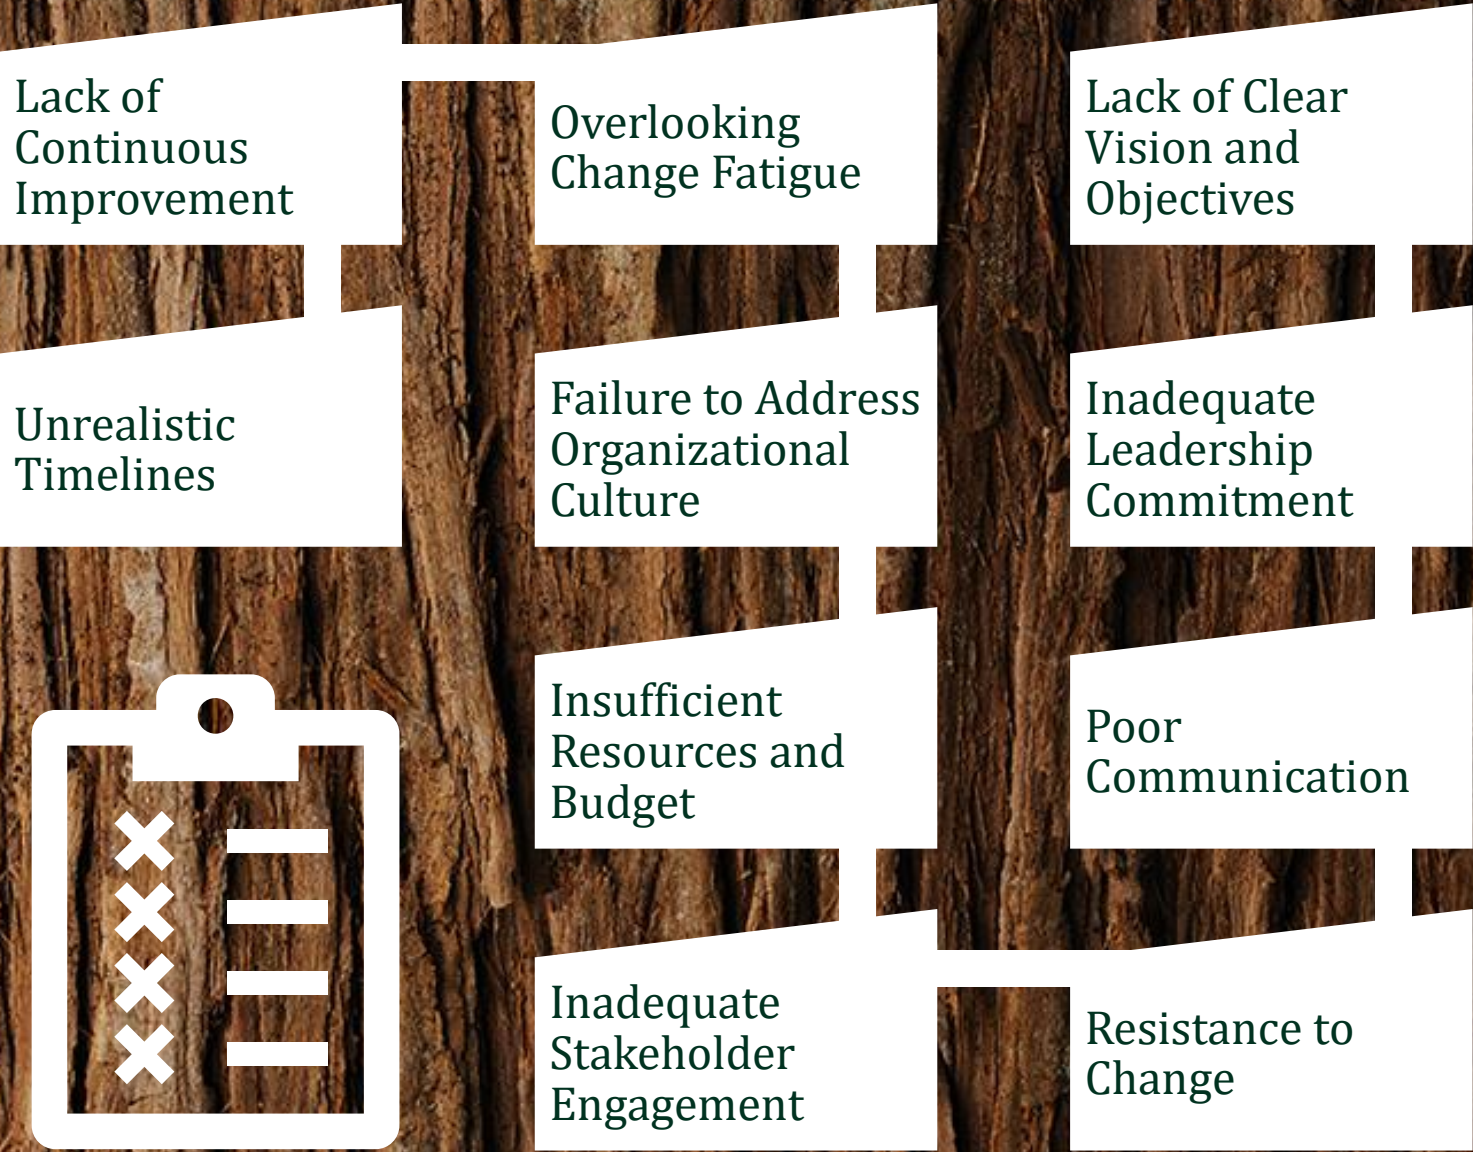 Lack of
Continuous
Improvement
Overlooking
Change Fatigue
Lack of Clear
Vision and
Objectives
Unrealistic
Timelines
Failure to Address
Organizational
Culture
Inadequate
Leadership
Commitment
Insufficient
Resources and
Budget
Poor
Communication
Inadequate
Stakeholder
Engagement
Resistance to
Change